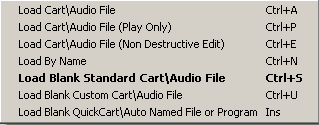 Load Cart\Audio File Ctrl+A
Load Cart\Audio File (Play Only) Ctrl+P
Load Cart\Audio File (Non Destructive Edit) Ctrl+E
Load By Name Ctrl+N
Load Blank Standard Cart\Audio File Ctrl+S
Load Blank Custom Cart\Audio File Ctrl+U
Load Blank QuickCart\Auto Named File or Program Ins